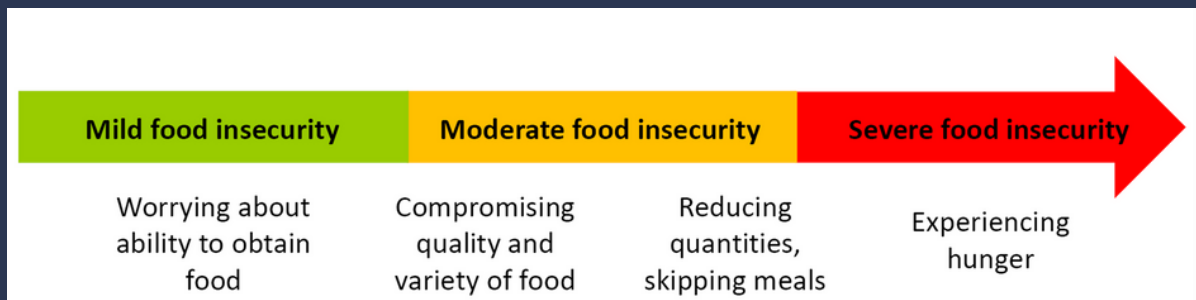 Mild food insecurity
Moderate food insecurity
Severe food insecurity
Worrying about
ability to obtain
food
Compromising
quality and
variety of food
Reducing
quantities,
skipping meals
Experiencing
hunger